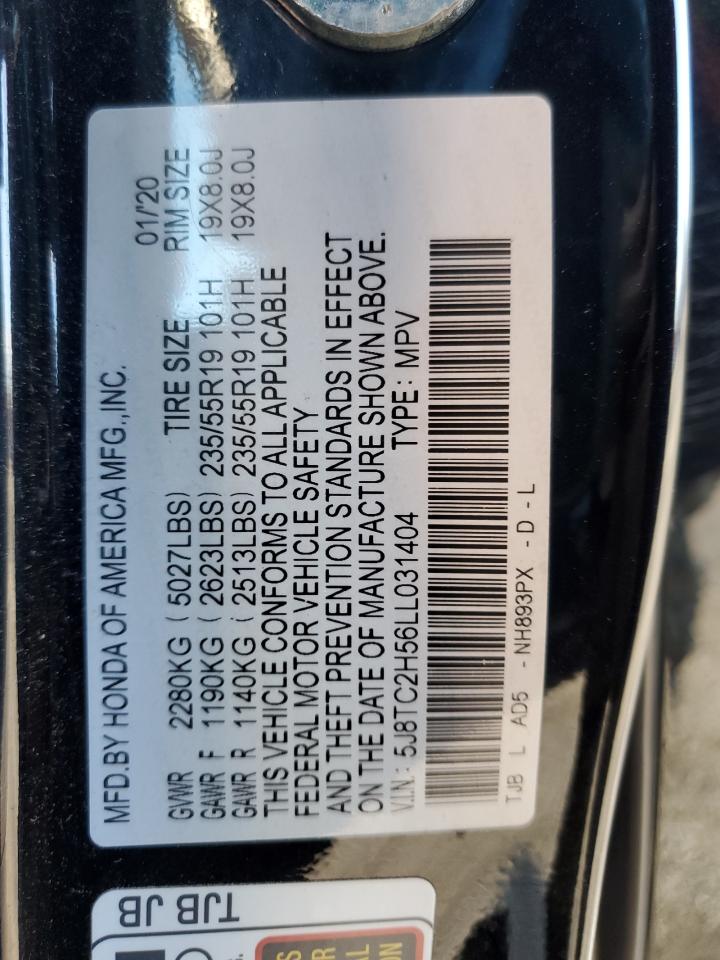 MFD.BY HONDA OF AMERICA MFG.,INC. 01/'20
GVWR 2280KG ( 5027LBS) TIRE SIZE RIM SIZE
GAWR F 1190KG ( 2623LBS) 235/55R19 101H 19X8.0J
GAWR R 1140KG ( 2513LBS) 235/55R19 101H 19X8.0J
THIS VEHICLE CONFORMS TO ALL APPLICABLE
FEDERAL MOTOR VEHICLE SAFETY
AND THEFT PREVENTION STANDARDS IN EFFECT
ON THE DATE OF MANUFACTURE SHOWN ABOVE.
V.I.N.: 5J8TC2H56LL031404 TYPE: MPV
TJB L AD5 -NH893PX -D-L
TJB JB